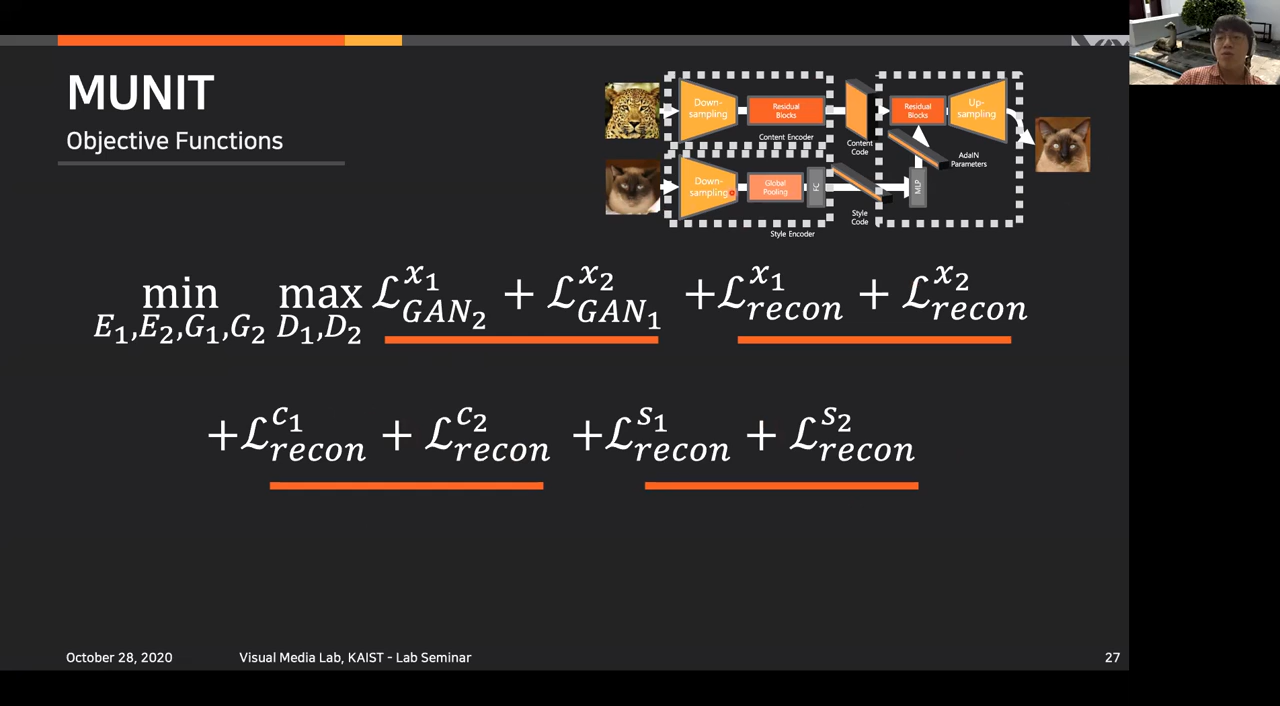 MUNIT
Objective Functions
Down-
sampling
Residual
Blocks
Content Encoder
Content
Code
Residual
Blocks
Up-
sampling
AdaIN
Parameters
Down-
sampling
Global
Pooling
FC
Style Encoder
Style
Code
MLP
min_{E_1,E_2,G_1,G_2} max_{D_1,D_2} ℒ^{x_1}_{GAN_2} + ℒ^{x_2}_{GAN_1} +ℒ^{x_1}_{recon} + ℒ^{x_2}_{recon}
+ℒ^{c_1}_{recon} + ℒ^{c_2}_{recon} +ℒ^{s_1}_{recon} + ℒ^{s_2}_{recon}
October 28, 2020
Visual Media Lab, KAIST - Lab Seminar
27